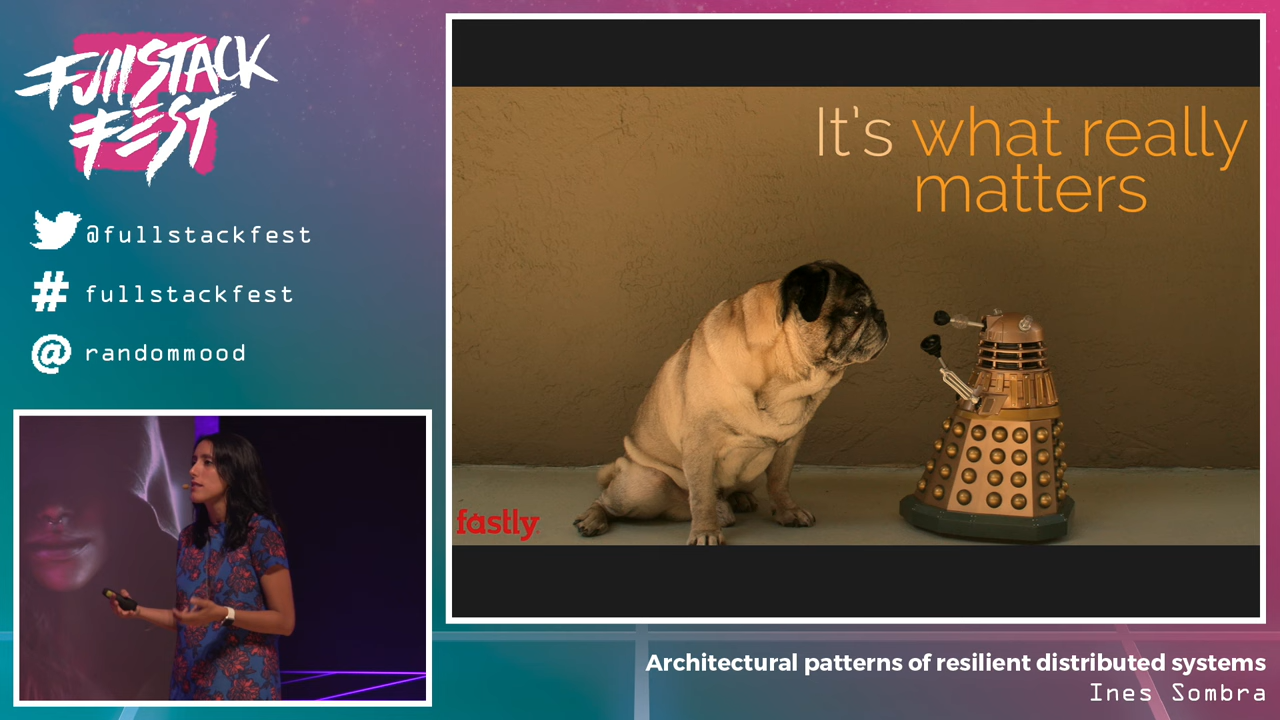 FullSTACK
FEST
@fullstackfest
# fullstackfest
@ randommood
It's what really
matters
fastly
Architectural patterns of resilient distributed systems
Ines Sombra